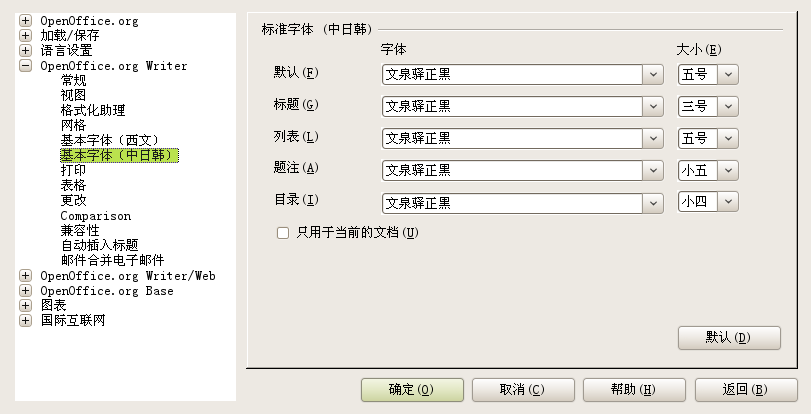 OpenOffice.org
加载/保存
语言设置
OpenOffice.org Writer
常规
视图
格式化助理
网格
基本字体（西文）
基本字体（中日韩）
打印
表格
更改
Comparison
兼容性
自动插入标题
邮件合并电子邮件
OpenOffice.org Writer/Web
OpenOffice.org Base
图表
国际互联网
标准字体 (中日韩)
字体 大小(E)
默认(F) 文泉驿正黑 五号
标题(G) 文泉驿正黑 三号
列表(L) 文泉驿正黑 五号
题注(A) 文泉驿正黑 小五
目录(I) 文泉驿正黑 小四
只用于当前的文档(U)
默认(D)
确定(O) 取消(C) 帮助(H) 返回(B)